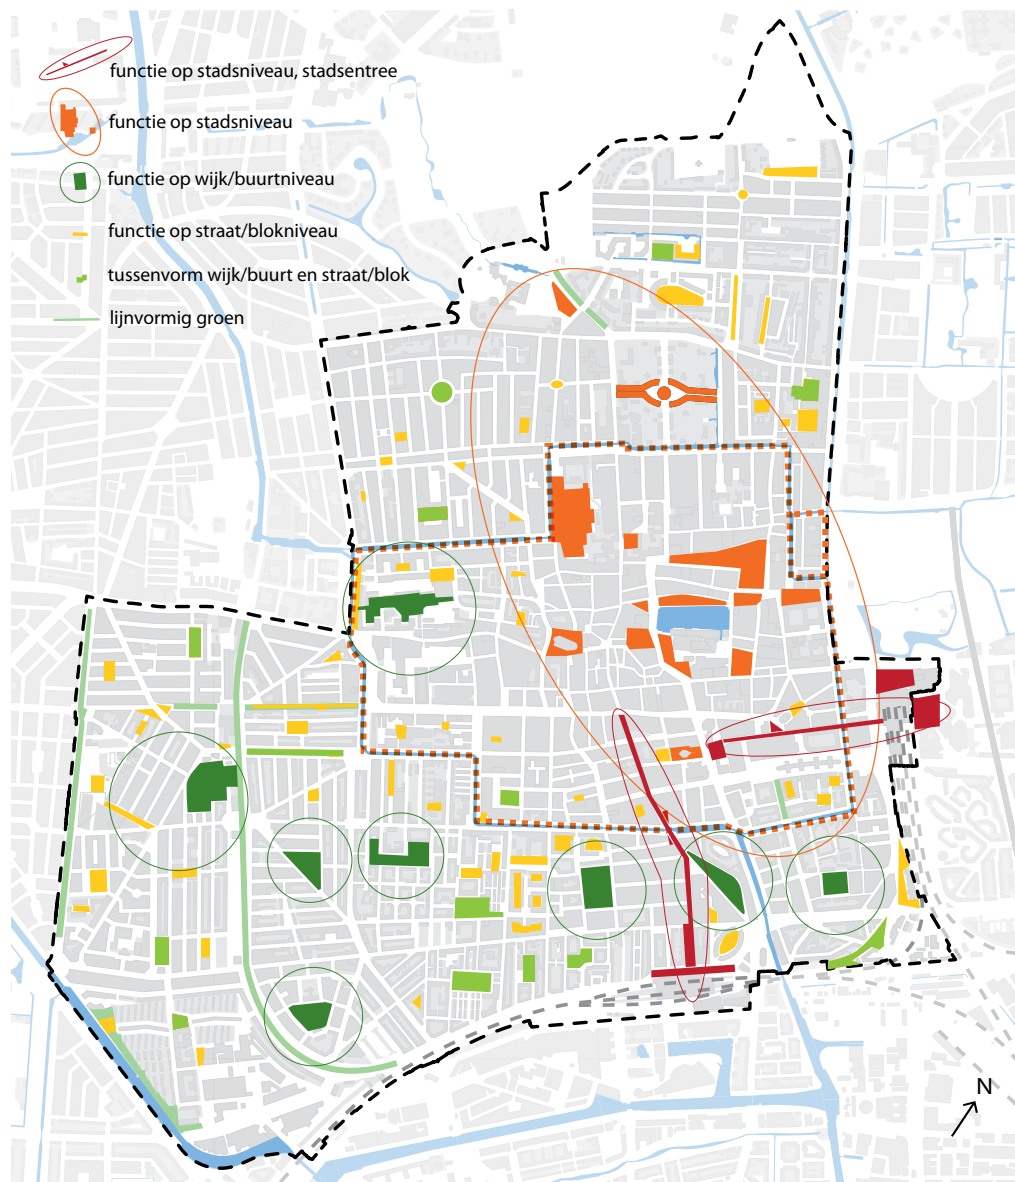 functie op stadsniveau, stadsentree
functie op stadsniveau
functie op wijk/buurtniveau
functie op straat/blokniveau
tussenvorm wijk/buurt en straat/blok
lijnvormig groen
N